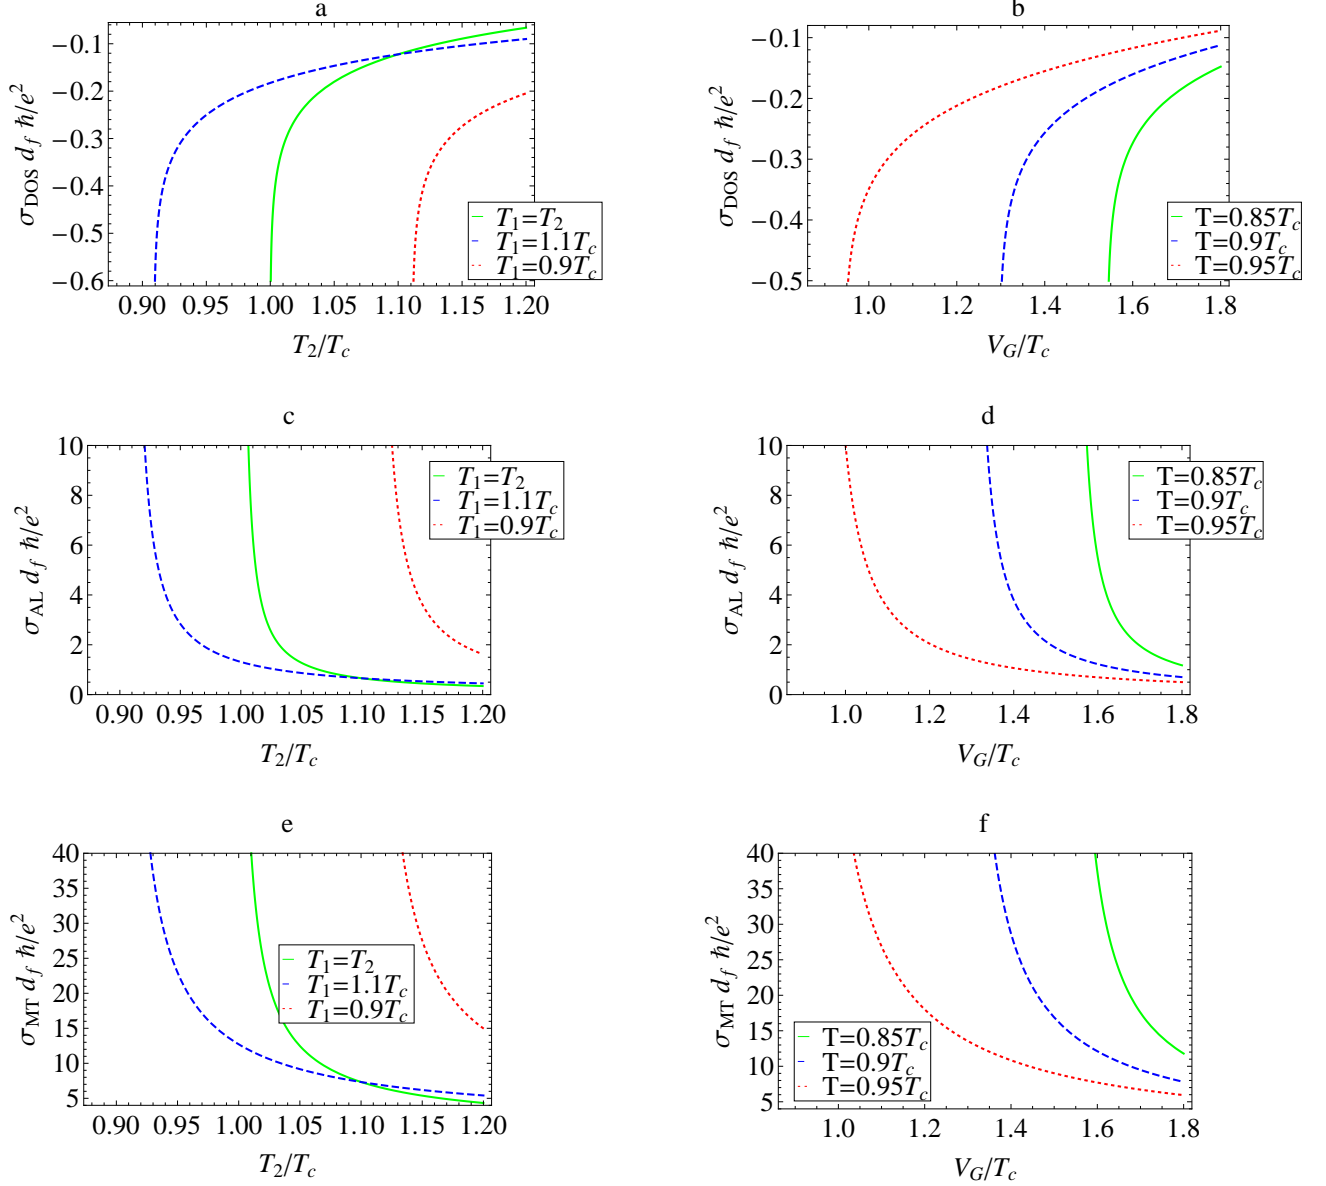 a
σDOS df ħ/e²
−0.1
−0.2
−0.3
−0.4
−0.5
−0.6
0.90 0.95 1.00 1.05 1.10 1.15 1.20
T2/Tc
T1=T2
T1=1.1Tc
T1=0.9Tc
b
σDOS df ħ/e²
−0.1
−0.2
−0.3
−0.4
−0.5
1.0 1.2 1.4 1.6 1.8
VG/Tc
T=0.85Tc
T=0.9Tc
T=0.95Tc
c
σAL df ħ/e²
10
8
6
4
2
0
0.90 0.95 1.00 1.05 1.10 1.15 1.20
T2/Tc
T1=T2
T1=1.1Tc
T1=0.9Tc
d
σAL df ħ/e²
10
8
6
4
2
0
1.0 1.2 1.4 1.6 1.8
VG/Tc
T=0.85Tc
T=0.9Tc
T=0.95Tc
e
σMT df ħ/e²
40
35
30
25
20
15
10
5
0.90 0.95 1.00 1.05 1.10 1.15 1.20
T2/Tc
T1=T2
T1=1.1Tc
T1=0.9Tc
f
σMT df ħ/e²
40
35
30
25
20
15
10
5
1.0 1.2 1.4 1.6 1.8
VG/Tc
T=0.85Tc
T=0.9Tc
T=0.95Tc